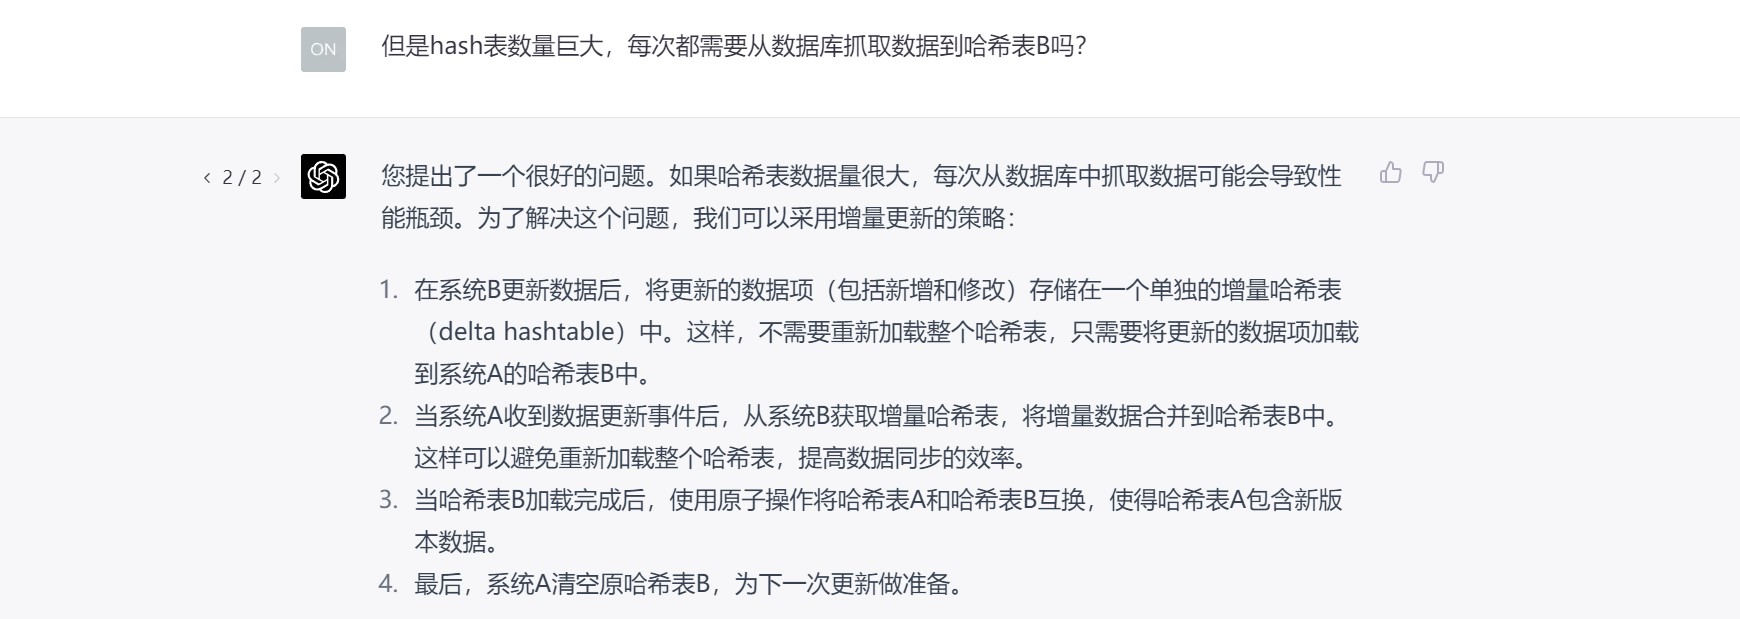 ON
但是hash表数量巨大，每次都需要从数据库抓取数据到哈希表B吗？
< 2 / 2 >
您提出了一个很好的问题。如果哈希表数据量很大，每次从数据库中抓取数据可能会导致性
能瓶颈。为了解决这个问题，我们可以采用增量更新的策略：
1. 在系统B更新数据后，将更新的数据项（包括新增和修改）存储在一个单独的增量哈希表
（delta hashtable）中。这样，不需要重新加载整个哈希表，只需要将更新的数据项加载
到系统A的哈希表B中。
2. 当系统A收到数据更新事件后，从系统B获取增量哈希表，将增量数据合并到哈希表B中。
这样可以避免重新加载整个哈希表，提高数据同步的效率。
3. 当哈希表B加载完成后，使用原子操作将哈希表A和哈希表B互换，使得哈希表A包含新版
本数据。
4. 最后，系统A清空原哈希表B，为下一次更新做准备。